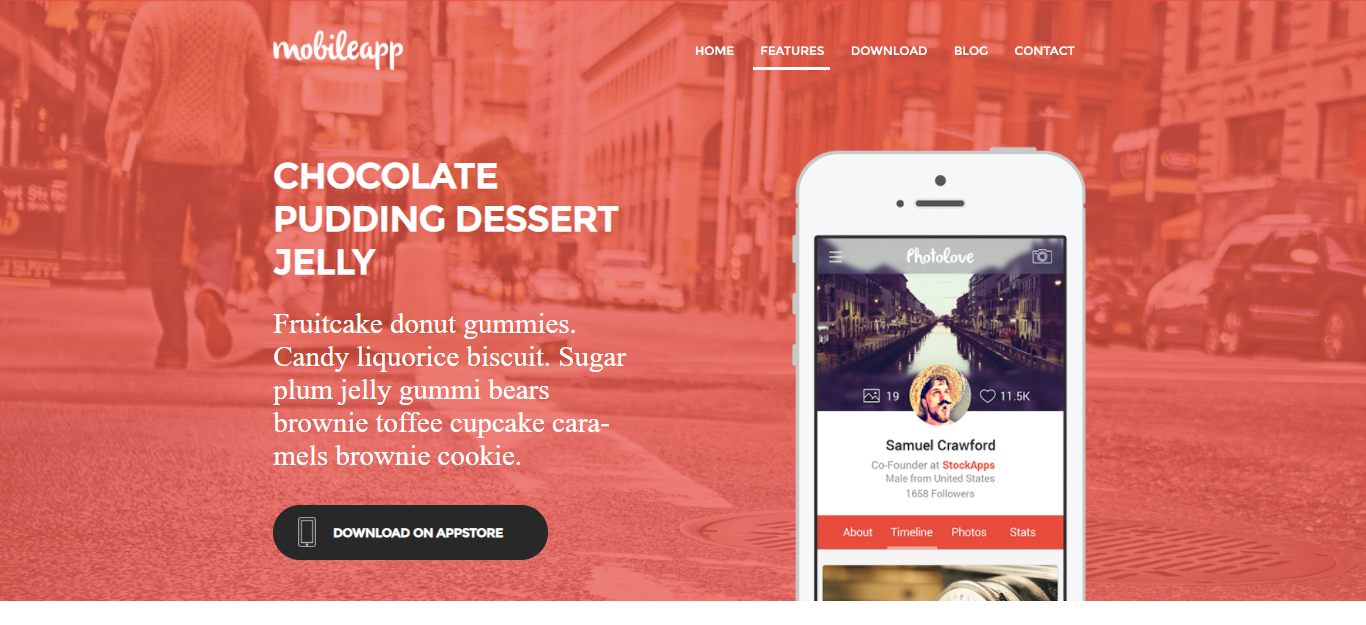 mobileapp
HOME FEATURES DOWNLOAD BLOG CONTACT
CHOCOLATE
PUDDING DESSERT
JELLY
Fruitcake donut gummies.
Candy liquorice biscuit. Sugar
plum jelly gummi bears
brownie toffee cupcake cara-
mels brownie cookie.
DOWNLOAD ON APPSTORE
Photolove
19
11.5K
Samuel Crawford
Co-Founder at StockApps
Male from United States
1658 Followers
About Timeline Photos Stats